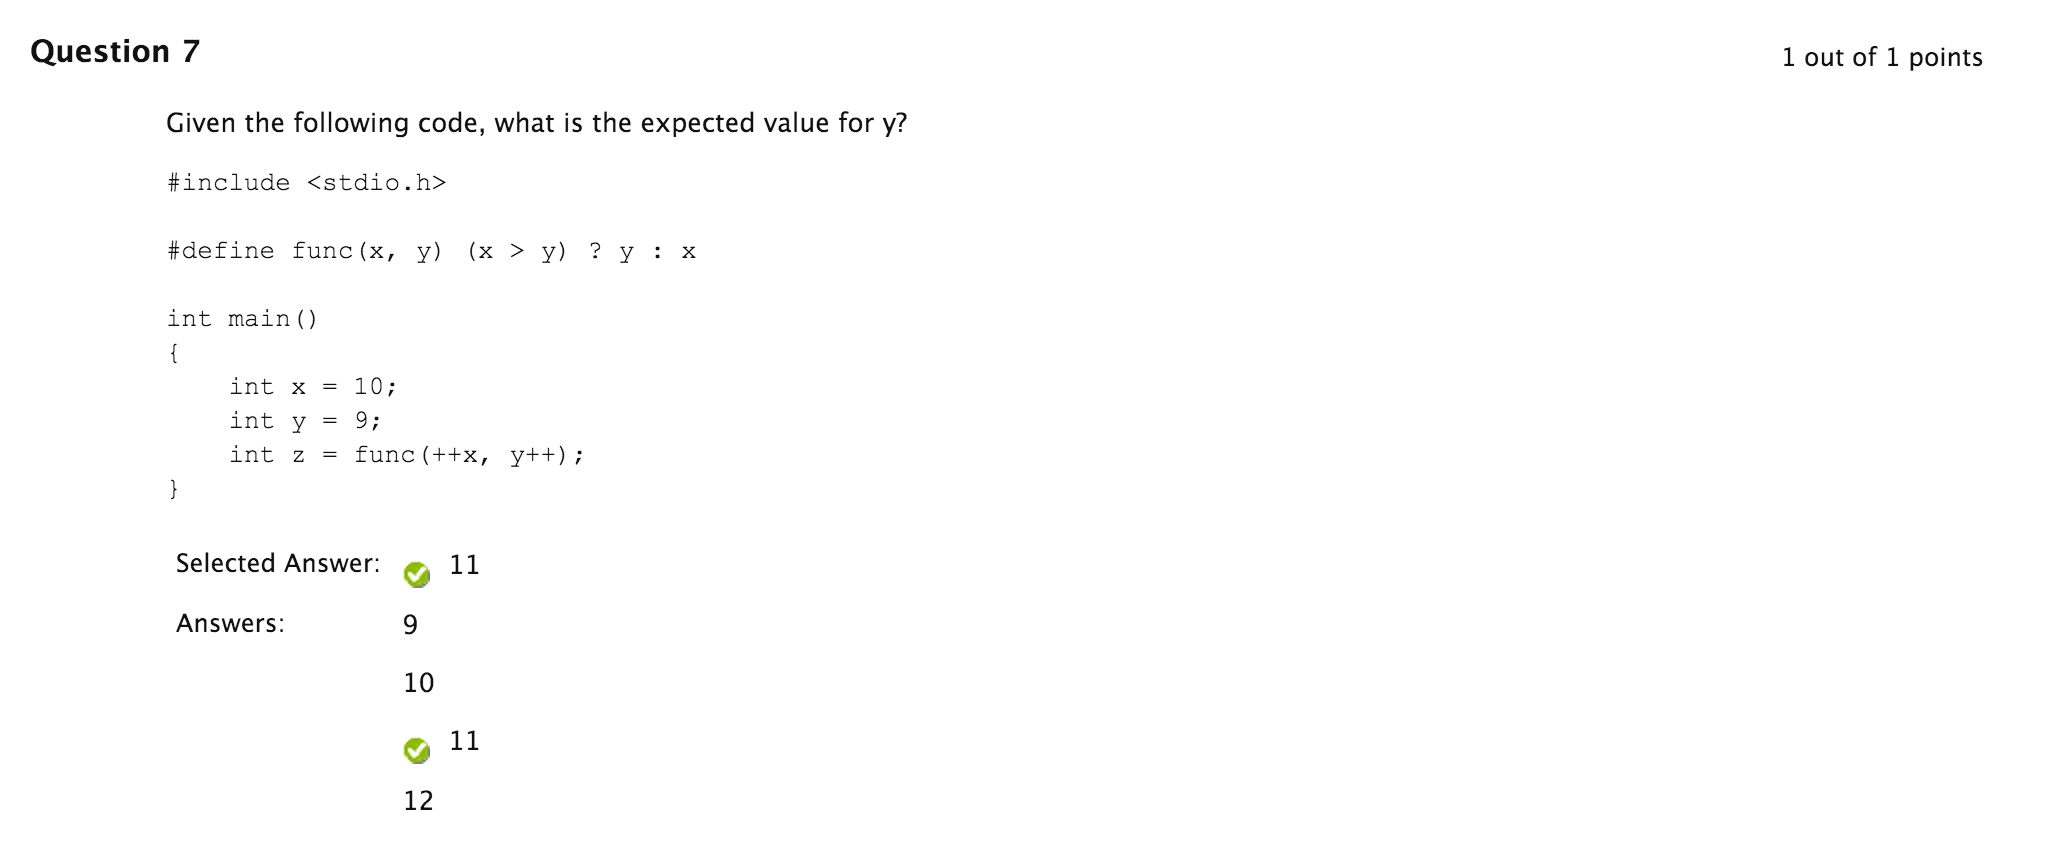 Question 7
1 out of 1 points
Given the following code, what is the expected value for y?
#include <stdio.h>
#define func(x, y) (x > y) ? y : x
int main()
{
    int x = 10;
    int y = 9;
    int z = func(++x, y++);
}
Selected Answer: 11
Answers: 9
10
11
12